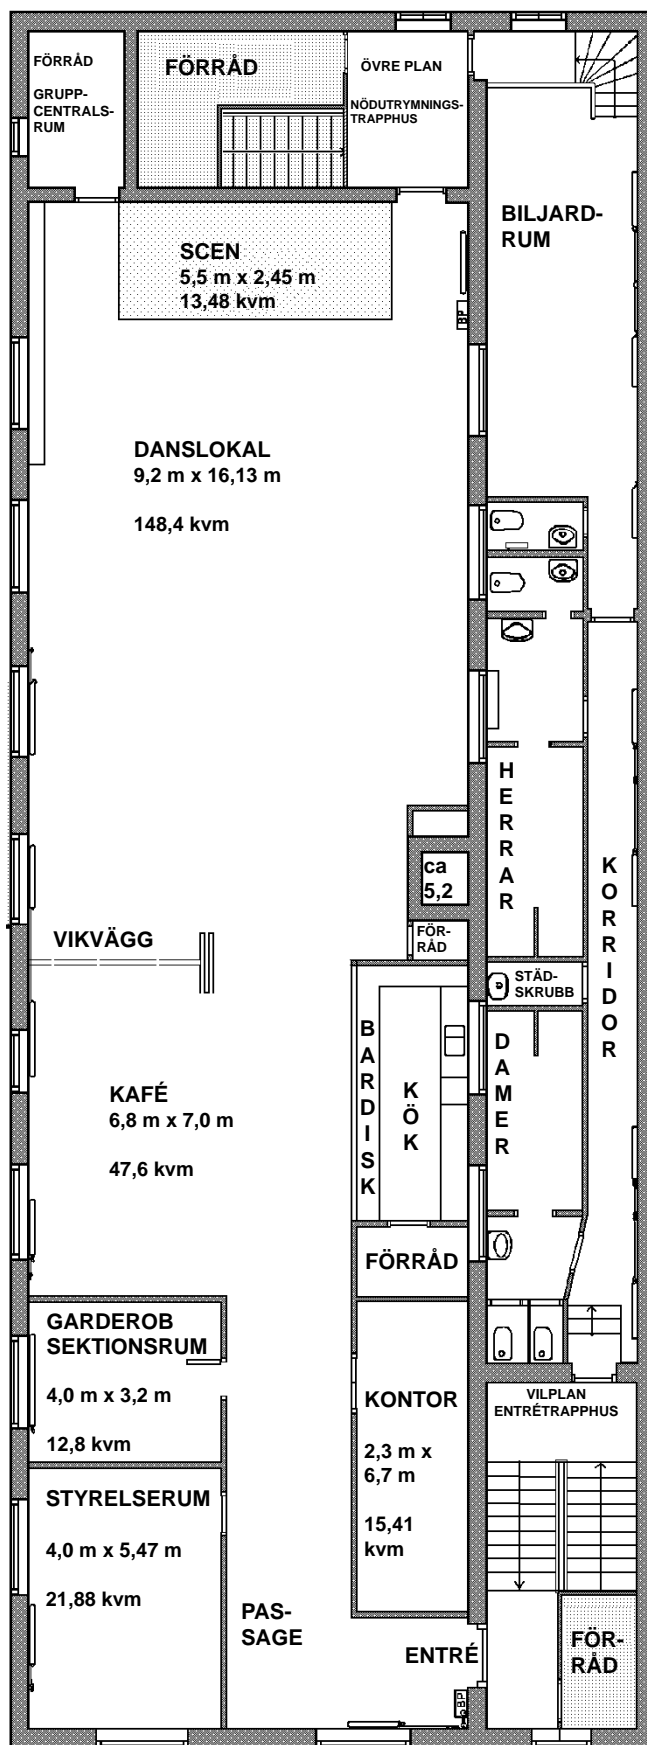 FÖRRÅD
GRUPP-
CENTRALS-
RUM
FÖRRÅD
ÖVRE PLAN
NÖDUTRYMNINGS-
TRAPPHUS
BILJARD-
RUM
SCEN
5,5 m x 2,45 m
13,48 kvm
BP
DANSLOKAL
9,2 m x 16,13 m
148,4 kvm
HERRAR
KORRIDOR
ca
5,2
FÖR-
RÅD
VIKVÄGG
STÄD-
SKRUBB
BARDISK
KÖK
DAMER
KAFÉ
6,8 m x 7,0 m
47,6 kvm
FÖRRÅD
GARDEROB
SEKTIONSRUM
4,0 m x 3,2 m
12,8 kvm
KONTOR
2,3 m x
6,7 m
15,41
kvm
VILPLAN
ENTRÉTRAPPHUS
STYRELSERUM
4,0 m x 5,47 m
21,88 kvm
PAS-
SAGE
ENTRÉ
FÖR-
RÅD
BP